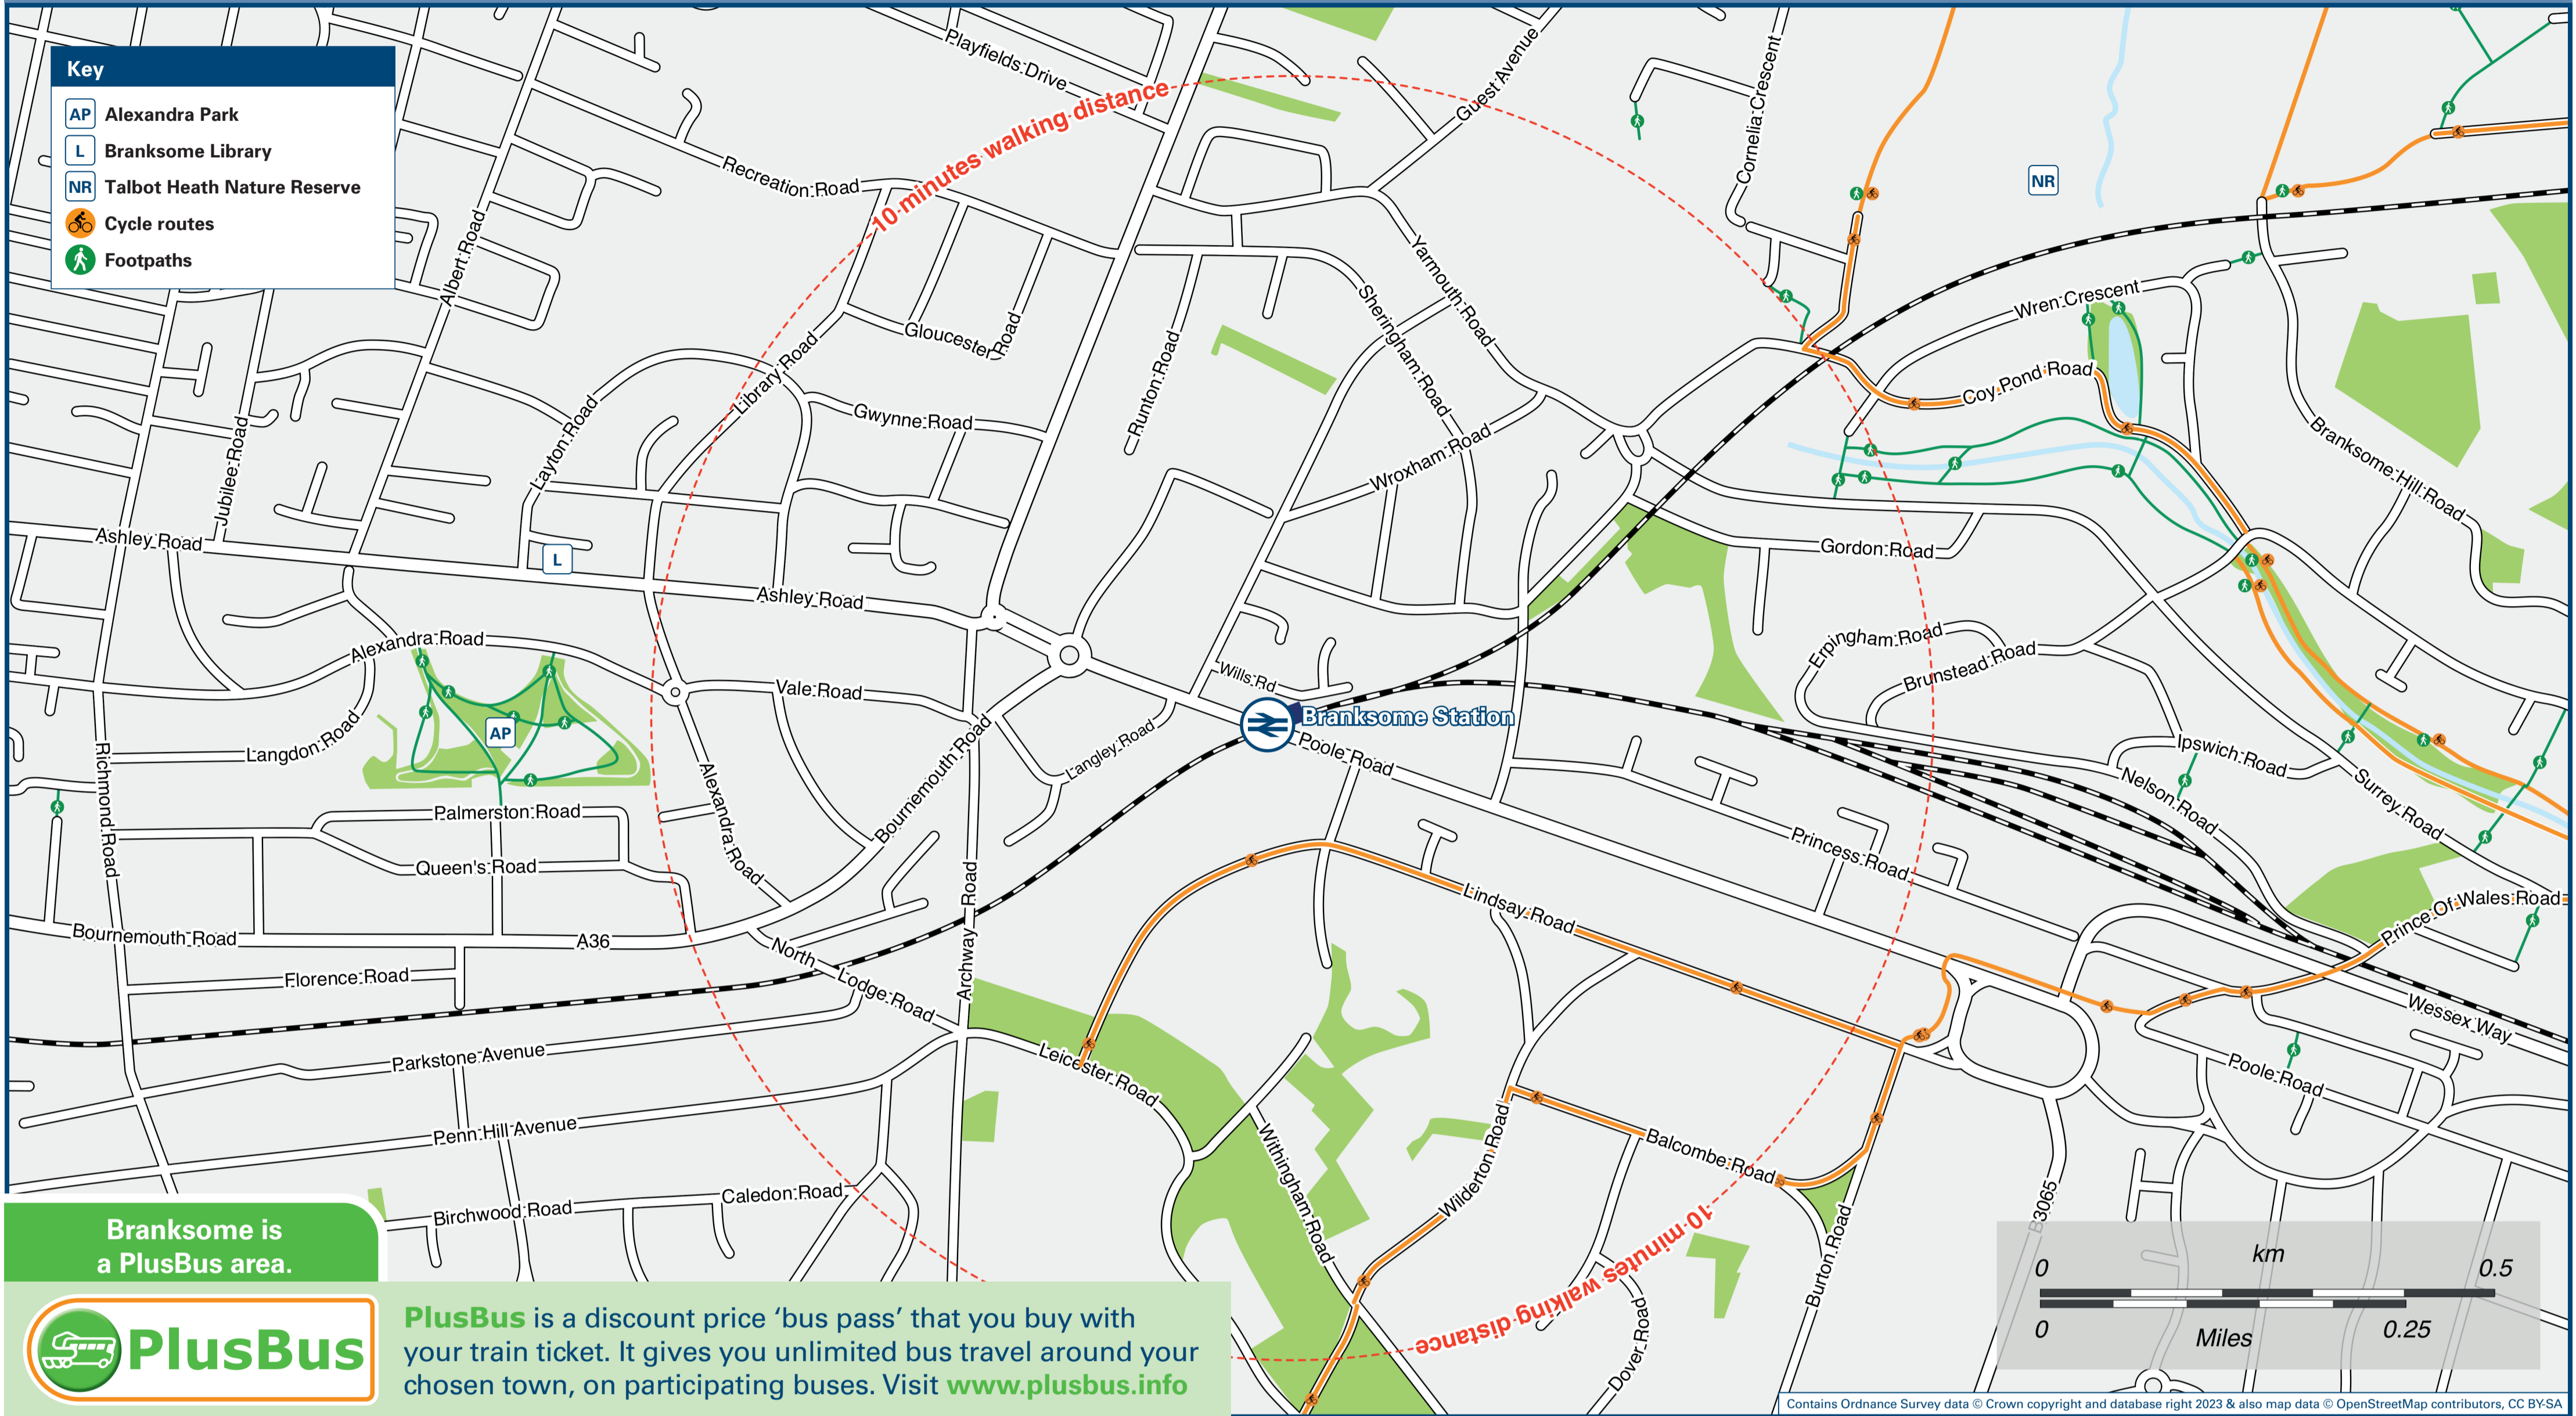 Key
AP Alexandra Park
L Branksome Library
NR Talbot Heath Nature Reserve
Cycle routes
Footpaths
Playfields Drive
10 minutes walking distance
Guest Avenue
Cornelia Crescent
NR
Recreation Road
Albert Road
Yarmouth Road
Sheringham Road
Gloucester Road
Library Road
Runton Road
Wren Crescent
Coy Pond Road
Branksome Hill Road
Layton Road
Gwynne Road
Jubilee Road
Wroxham Road
Ashley Road
L
Ashley Road
Gordon Road
Alexandra Road
Erpingham Road
Brunstead Road
Vale Road
Wills Rd
AP
Branksome Station
Langdon Road
Langley Road
Poole Road
Ipswich Road
Nelson Road
Surrey Road
Richmond Road
Alexandra Road
Bournemouth Road
Palmerston Road
Queen's Road
Princess Road
Archway Road
Lindsay Road
Prince Of Wales Road
Bournemouth Road
A36
North Lodge Road
Florence Road
Wessex Way
Parkstone Avenue
Leicester Road
Poole Road
Penn Hill Avenue
Withingham Road
Wilderton Road
Balcombe Road
Caledon Road
Birchwood Road
B3065
Burton Road
10 minutes walking distance
Dover Road
Branksome is
a PlusBus area.
PlusBus
PlusBus is a discount price ‘bus pass’ that you buy with
your train ticket. It gives you unlimited bus travel around your
chosen town, on participating buses. Visit www.plusbus.info
km
0 0.5
0 0.25
Miles
Contains Ordnance Survey data © Crown copyright and database right 2023 & also map data © OpenStreetMap contributors, CC BY-SA